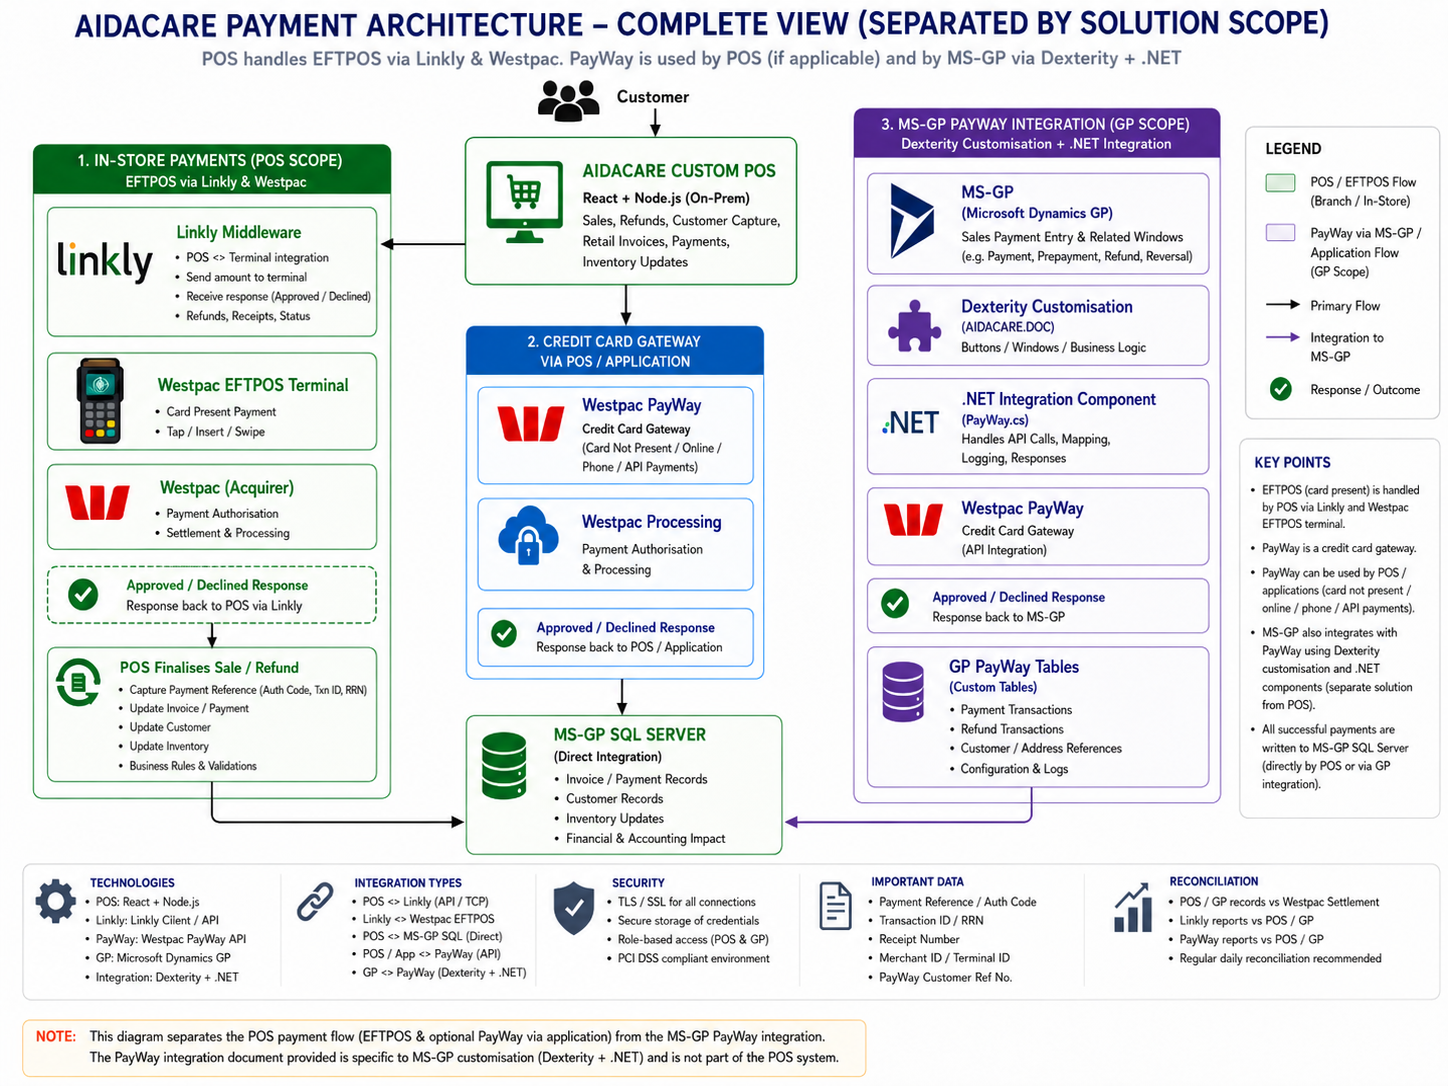 AIDACARE PAYMENT ARCHITECTURE – COMPLETE VIEW (SEPARATED BY SOLUTION SCOPE)
POS handles EFTPOS via Linkly & Westpac. PayWay is used by POS (if applicable) and by MS-GP via Dexterity + .NET
Customer
1. IN-STORE PAYMENTS (POS SCOPE)
EFTPOS via Linkly & Westpac
linkly
Linkly Middleware
• POS <> Terminal integration
• Send amount to terminal
• Receive response (Approved / Declined)
• Refunds, Receipts, Status
Westpac EFTPOS Terminal
• Card Present Payment
• Tap / Insert / Swipe
Westpac (Acquirer)
• Payment Authorisation
• Settlement & Processing
Approved / Declined Response
Response back to POS via Linkly
POS Finalises Sale / Refund
• Capture Payment Reference (Auth Code, Txn ID, RRN)
• Update Invoice / Payment
• Update Customer
• Update Inventory
• Business Rules & Validations
AIDACARE CUSTOM POS
React + Node.js (On-Prem)
Sales, Refunds, Customer Capture,
Retail Invoices, Payments,
Inventory Updates
2. CREDIT CARD GATEWAY
VIA POS / APPLICATION
Westpac PayWay
Credit Card Gateway
(Card Not Present / Online /
Phone / API Payments)
Westpac Processing
Payment Authorisation
& Processing
Approved / Declined Response
Response back to POS / Application
MS-GP SQL SERVER
(Direct Integration)
• Invoice / Payment Records
• Customer Records
• Inventory Updates
• Financial & Accounting Impact
3. MS-GP PAYWAY INTEGRATION (GP SCOPE)
Dexterity Customisation + .NET Integration
MS-GP
(Microsoft Dynamics GP)
Sales Payment Entry & Related Windows
(e.g. Payment, Prepayment, Refund, Reversal)
Dexterity Customisation
(AIDACARE.DOC)
Buttons / Windows / Business Logic
.NET
.NET Integration Component
(PayWay.cs)
Handles API Calls, Mapping,
Logging, Responses
Westpac PayWay
Credit Card Gateway
(API Integration)
Approved / Declined Response
Response back to MS-GP
GP PayWay Tables
(Custom Tables)
• Payment Transactions
• Refund Transactions
• Customer / Address References
• Configuration & Logs
LEGEND
POS / EFTPOS Flow
(Branch / In-Store)
PayWay via MS-GP /
Application Flow
(GP Scope)
Primary Flow
Integration to
MS-GP
Response / Outcome
KEY POINTS
• EFTPOS (card present) is handled
by POS via Linkly and Westpac
EFTPOS terminal.
• PayWay is a credit card gateway.
• PayWay can be used by POS /
applications (card not present /
online / phone / API payments).
• MS-GP also integrates with
PayWay using Dexterity
customisation and .NET
components (separate solution
from POS).
• All successful payments are
written to MS-GP SQL Server
(directly by POS or via GP
integration).
TECHNOLOGIES
• POS: React + Node.js
• Linkly: Linkly Client / API
• PayWay: Westpac PayWay API
• GP: Microsoft Dynamics GP
• Integration: Dexterity + .NET
INTEGRATION TYPES
• POS <> Linkly (API / TCP)
• Linkly <> Westpac EFTPOS
• POS <> MS-GP SQL (Direct)
• POS / App <> PayWay (API)
• GP <> PayWay (Dexterity + .NET)
SECURITY
• TLS / SSL for all connections
• Secure storage of credentials
• Role-based access (POS & GP)
• PCI DSS compliant environment
IMPORTANT DATA
• Payment Reference / Auth Code
• Transaction ID / RRN
• Receipt Number
• Merchant ID / Terminal ID
• PayWay Customer Ref No.
RECONCILIATION
• POS / GP records vs Westpac Settlement
• Linkly reports vs POS / GP
• PayWay reports vs POS / GP
• Regular daily reconciliation recommended
NOTE: This diagram separates the POS payment flow (EFTPOS & optional PayWay via application) from the MS-GP PayWay integration.
The PayWay integration document provided is specific to MS-GP customisation (Dexterity + .NET) and is not part of the POS system.